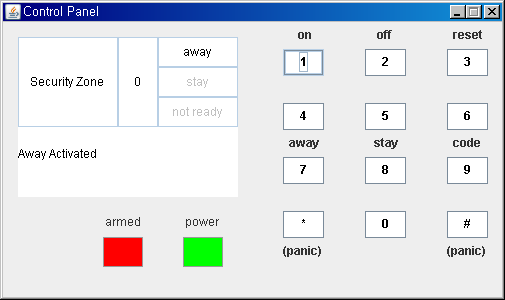 Control Panel
on off reset
away
Security Zone 0 stay
not ready
1 2 3
4 5 6
Away Activated
away stay code
7 8 9
armed power
* 0 #
(panic) (panic)